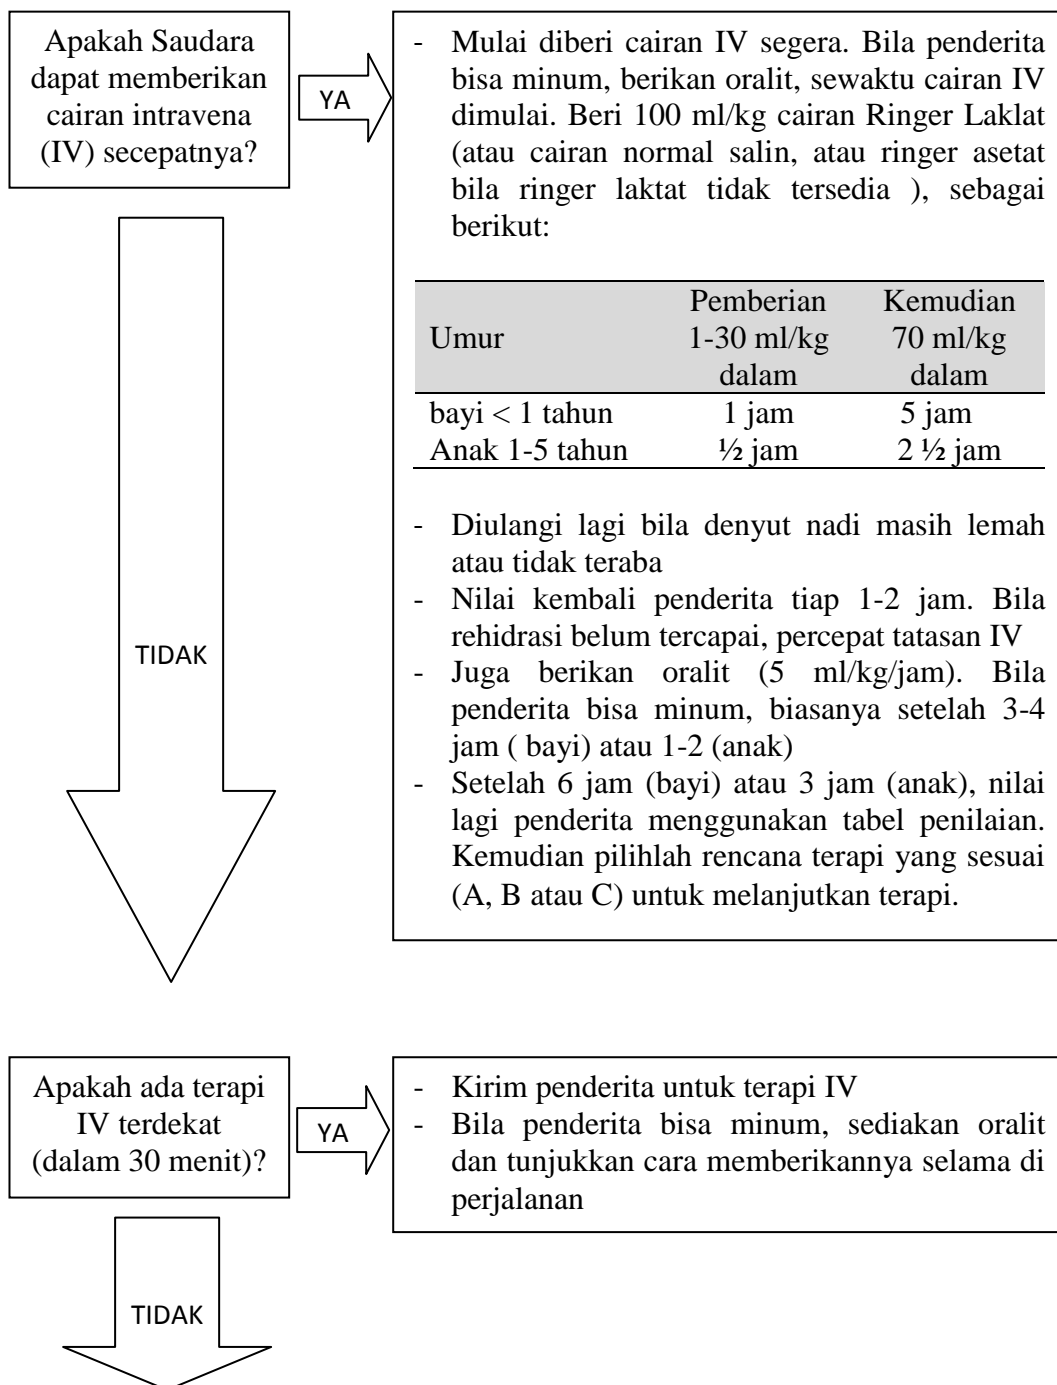 Apakah Saudara
dapat memberikan
cairan intravena
(IV) secepatnya?
YA
- Mulai diberi cairan IV segera. Bila penderita
bisa minum, berikan oralit, sewaktu cairan IV
dimulai. Beri 100 ml/kg cairan Ringer Laklat
(atau cairan normal salin, atau ringer asetat
bila ringer laktat tidak tersedia ), sebagai
berikut:
Umur Pemberian 1-30 ml/kg dalam Kemudian 70 ml/kg dalam
bayi < 1 tahun 1 jam 5 jam
Anak 1-5 tahun ½ jam 2 ½ jam
- Diulangi lagi bila denyut nadi masih lemah
atau tidak teraba
- Nilai kembali penderita tiap 1-2 jam. Bila
rehidrasi belum tercapai, percepat tatasan IV
- Juga berikan oralit (5 ml/kg/jam). Bila
penderita bisa minum, biasanya setelah 3-4
jam ( bayi) atau 1-2 (anak)
- Setelah 6 jam (bayi) atau 3 jam (anak), nilai
lagi penderita menggunakan tabel penilaian.
Kemudian pilihlah rencana terapi yang sesuai
(A, B atau C) untuk melanjutkan terapi.
TIDAK
Apakah ada terapi
IV terdekat
(dalam 30 menit)?
YA
- Kirim penderita untuk terapi IV
- Bila penderita bisa minum, sediakan oralit
dan tunjukkan cara memberikannya selama di
perjalanan
TIDAK